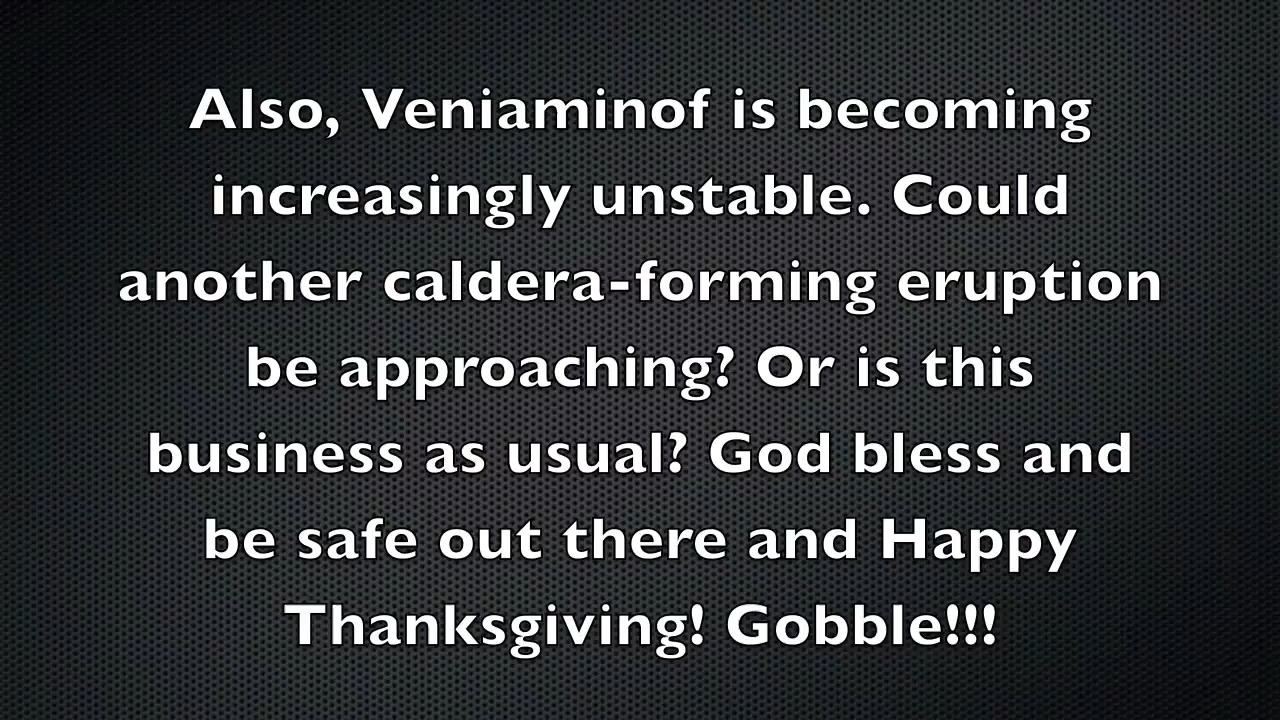 Also, Veniaminof is becoming
increasingly unstable. Could
another caldera-forming eruption
be approaching? Or is this
business as usual? God bless and
be safe out there and Happy
Thanksgiving! Gobble!!!